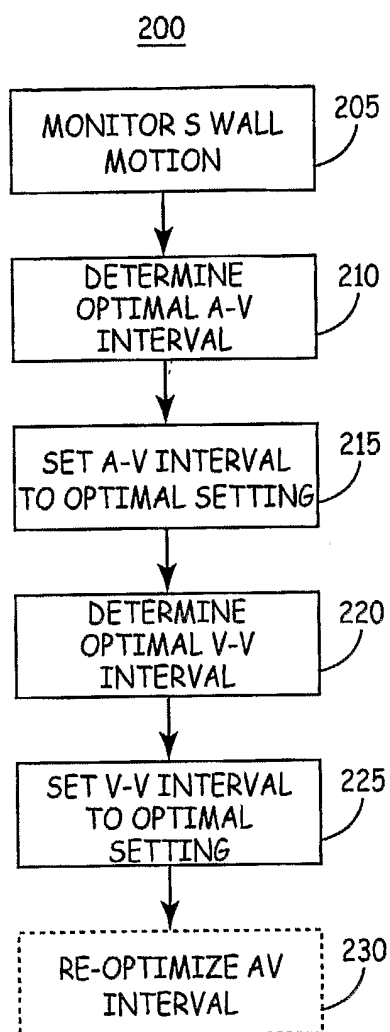 200
MONITOR S WALL
MOTION
205
DETERMINE
OPTIMAL A-V
INTERVAL
210
SET A-V INTERVAL
TO OPTIMAL SETTING
215
DETERMINE
OPTIMAL V-V
INTERVAL
220
SET V-V INTERVAL
TO OPTIMAL
SETTING
225
RE-OPTIMIZE AV
INTERVAL
230